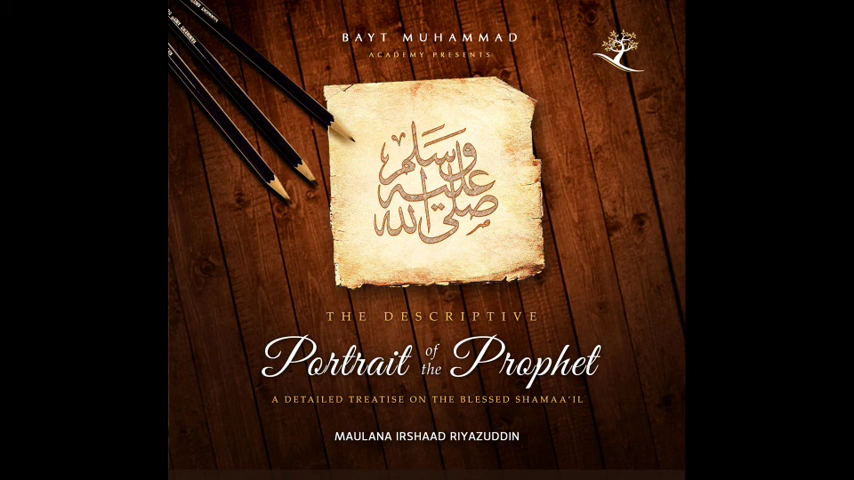 BAYT MUHAMMAD
ACADEMY PRESENTS
صلى الله عليه وسلم
THE DESCRIPTIVE
Portrait of the Prophet
A DETAILED TREATISE ON THE BLESSED SHAMAA'IL
MAULANA IRSHAAD RIYAZUDDIN